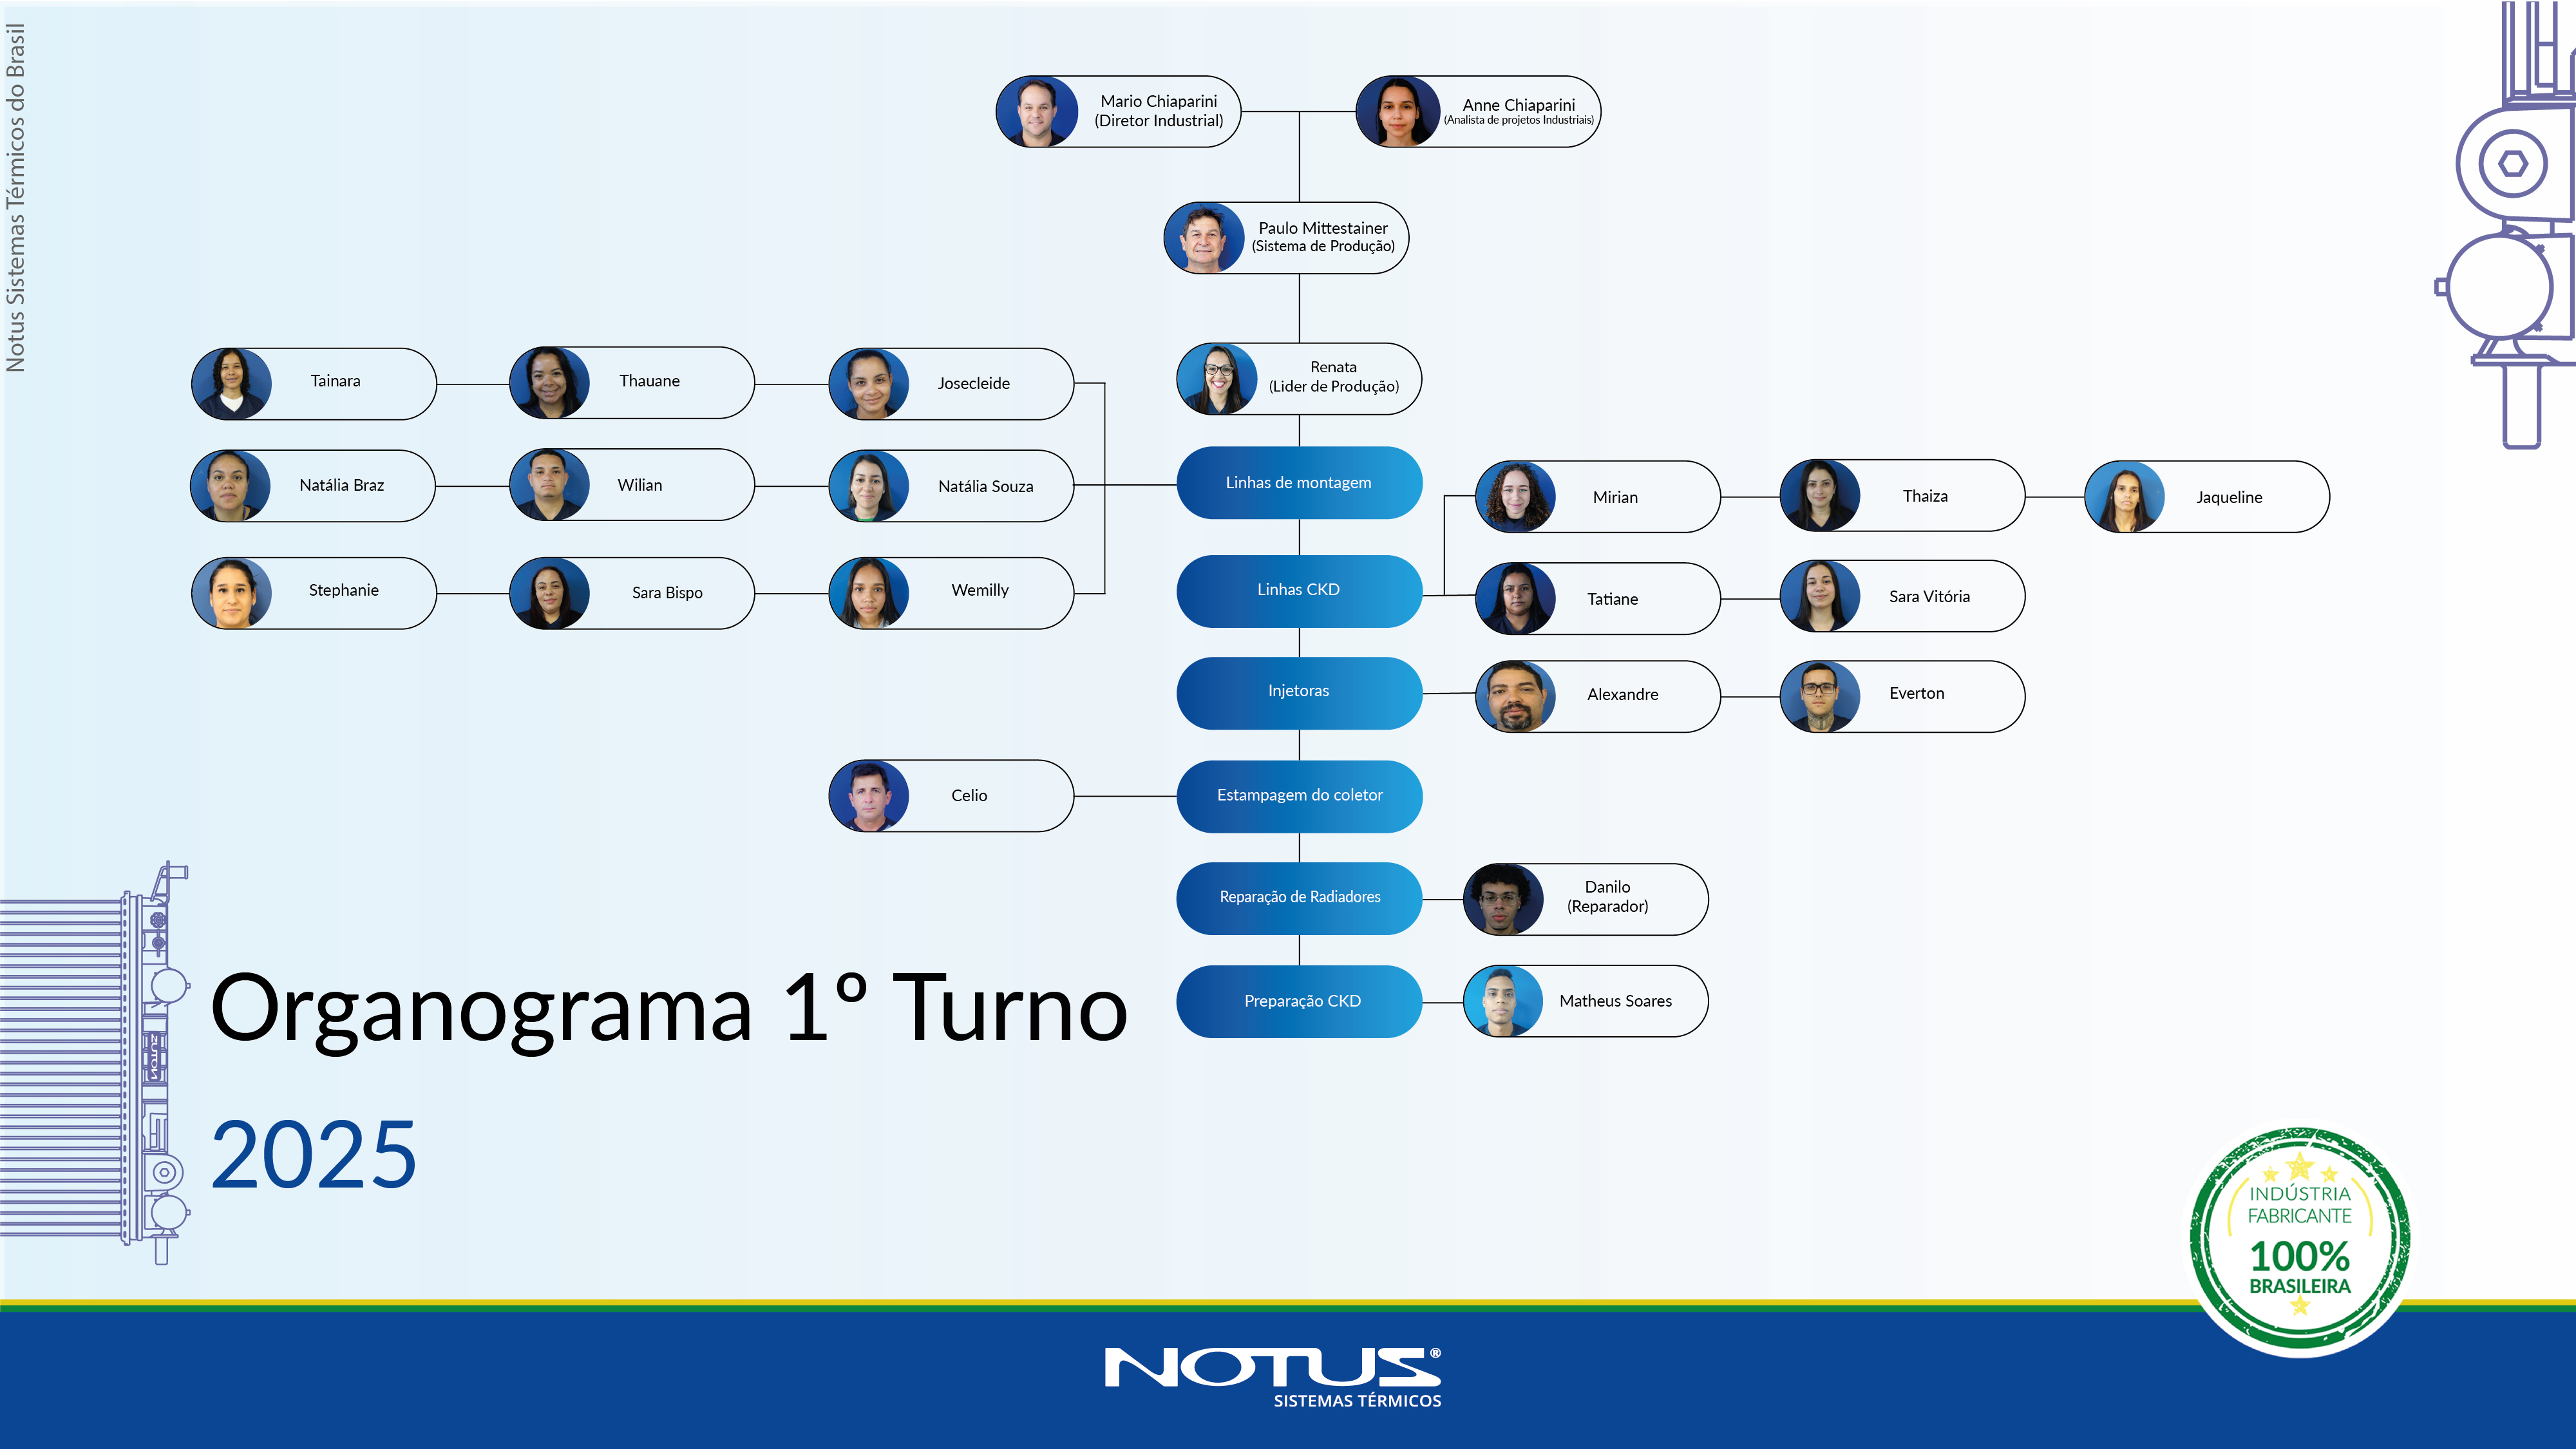 Notus Sistemas Térmicos do Brasil
Mario Chiaparini
(Diretor Industrial)
Anne Chiaparini
(Analista de projetos Industriais)
Paulo Mittestainer
(Sistema de Produção)
Renata
(Lider de Produção)
Tainara
Thauane
Josecleide
Natália Braz
Wilian
Natália Souza
Linhas de montagem
Mirian
Thaiza
Jaqueline
Stephanie
Sara Bispo
Wemilly
Linhas CKD
Tatiane
Sara Vitória
Injetoras
Alexandre
Everton
Celio
Estampagem do coletor
Reparação de Radiadores
Danilo
(Reparador)
Preparação CKD
Matheus Soares
Organograma 1º Turno
2025
NOTUS
INDÚSTRIA
FABRICANTE
100%
BRASILEIRA
NOTUS®
SISTEMAS TÉRMICOS